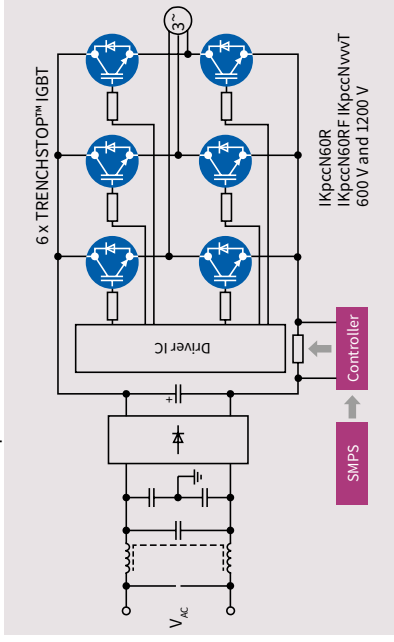 6 x TRENCHSTOP™ IGBT
3~
IKpccN60R
IKpccN60RF IKpccNvvvT
600 V and 1200 V
Driver IC
+
V AC
SMPS
Controller